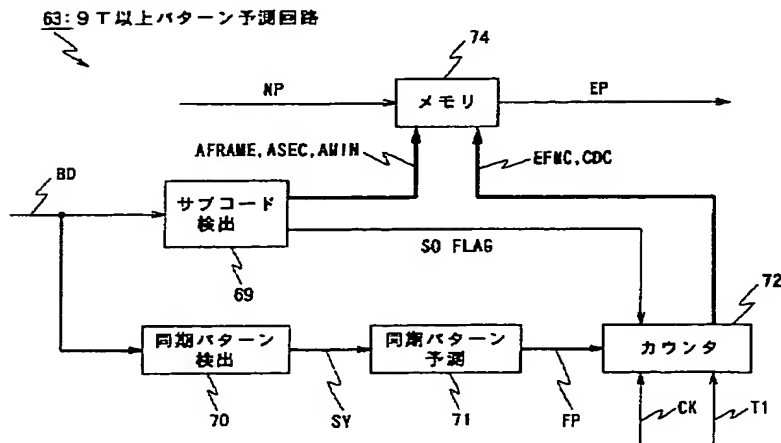 63:9T以上パターン予測回路
74
NP
メモリ
EP
AFRAME,ASEC,AMIN
EFMC,CDC
BD
サブコード
検出
SO FLAG
69
72
同期パターン
検出
同期パターン
予測
カウンタ
70
SY
71
FP
CK
T1